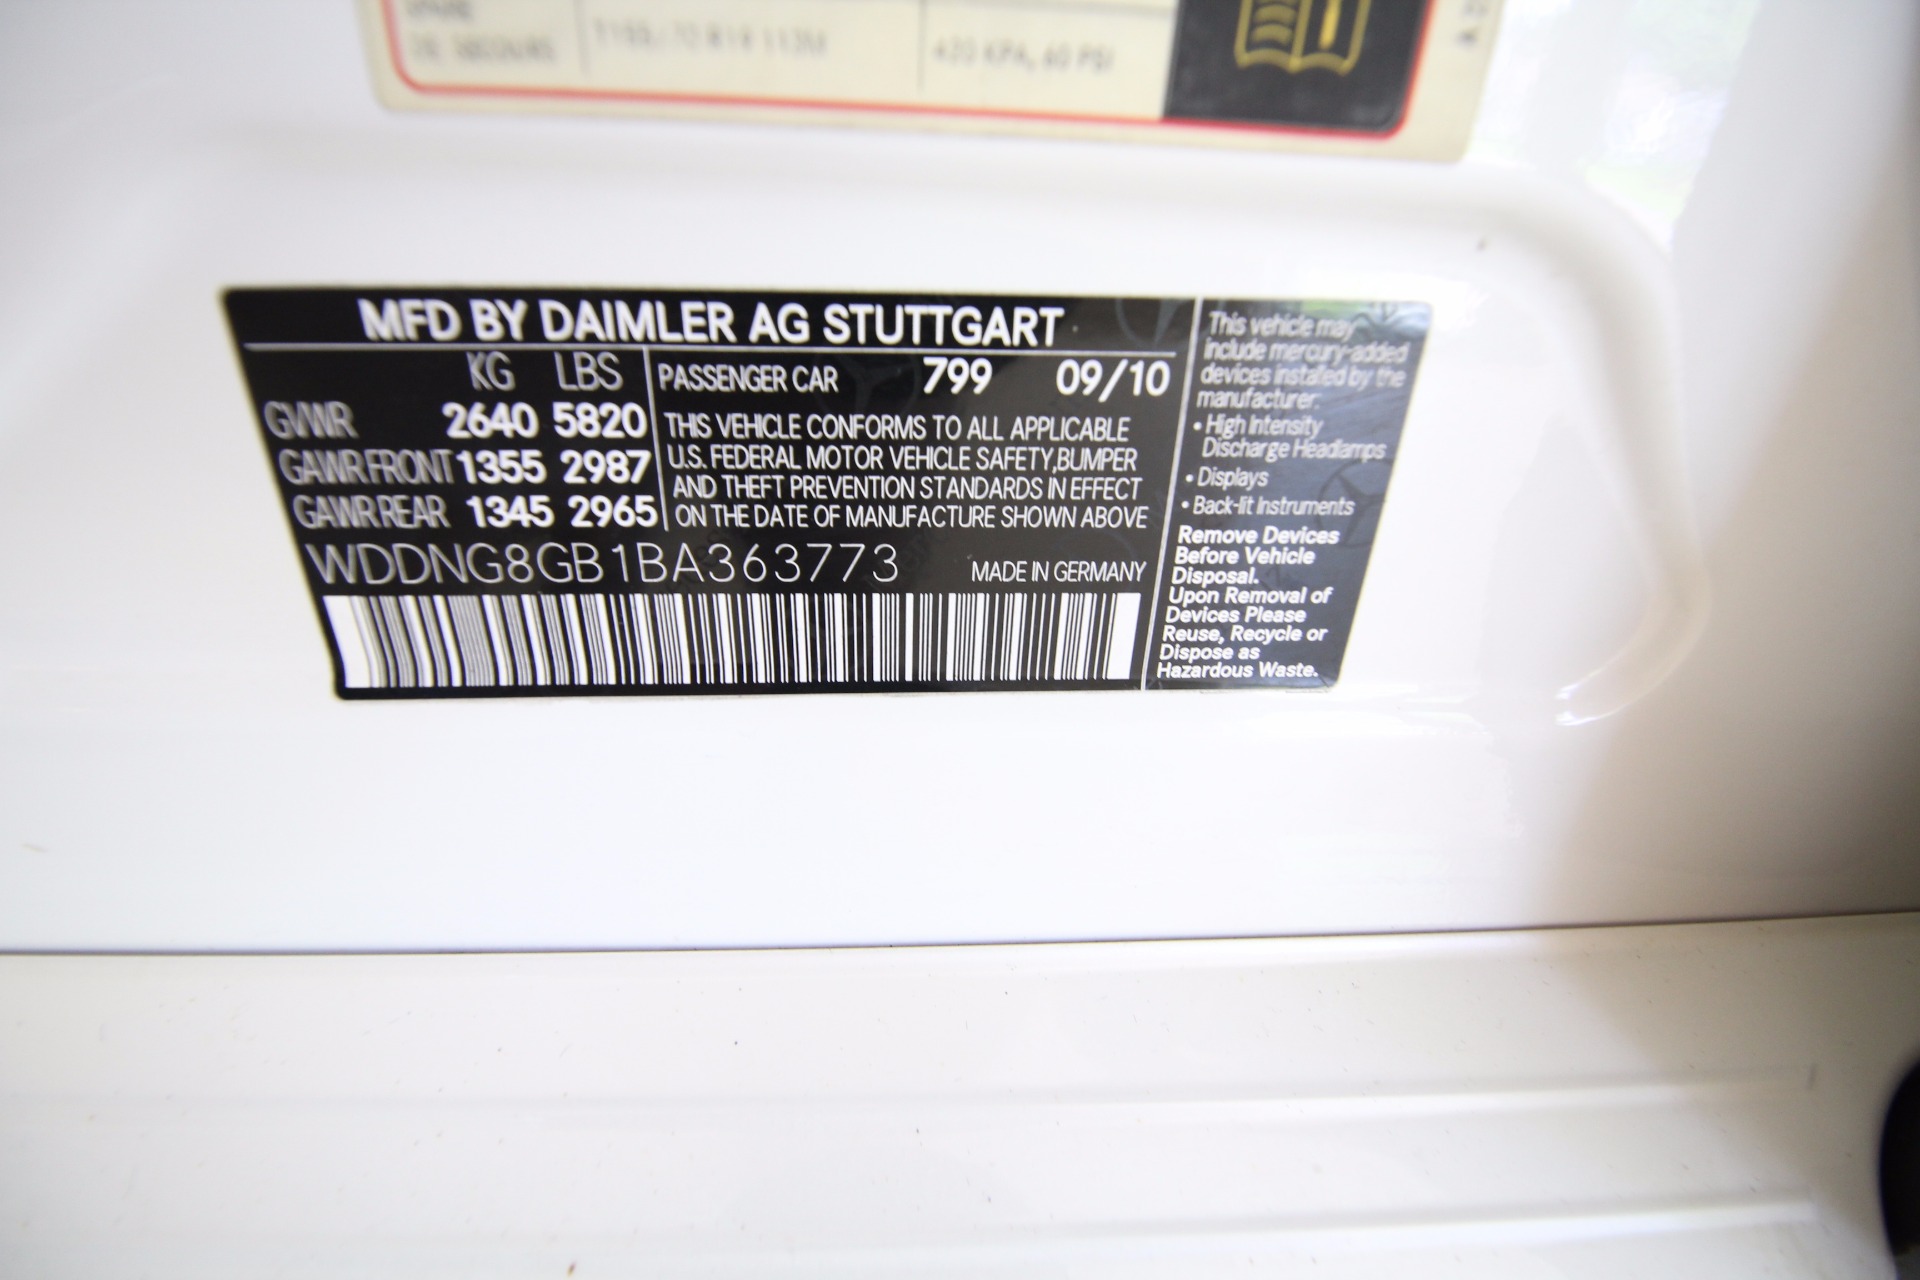 420 KPA, 60 PSI
MFD BY DAIMLER AG STUTTGART
KG LBS
GVWR 2640 5820
GAWR FRONT 1355 2987
GAWR REAR 1345 2965
PASSENGER CAR 799 09/10
THIS VEHICLE CONFORMS TO ALL APPLICABLE
U.S. FEDERAL MOTOR VEHICLE SAFETY, BUMPER
AND THEFT PREVENTION STANDARDS IN EFFECT
ON THE DATE OF MANUFACTURE SHOWN ABOVE
WDDNG8GB1BA363773
MADE IN GERMANY
This vehicle may
include mercury-added
devices installed by the
manufacturer:
• High Intensity
Discharge Headlamps
• Displays
• Back-lit Instruments
Remove Devices
Before Vehicle
Disposal.
Upon Removal of
Devices Please
Reuse, Recycle or
Dispose as
Hazardous Waste.